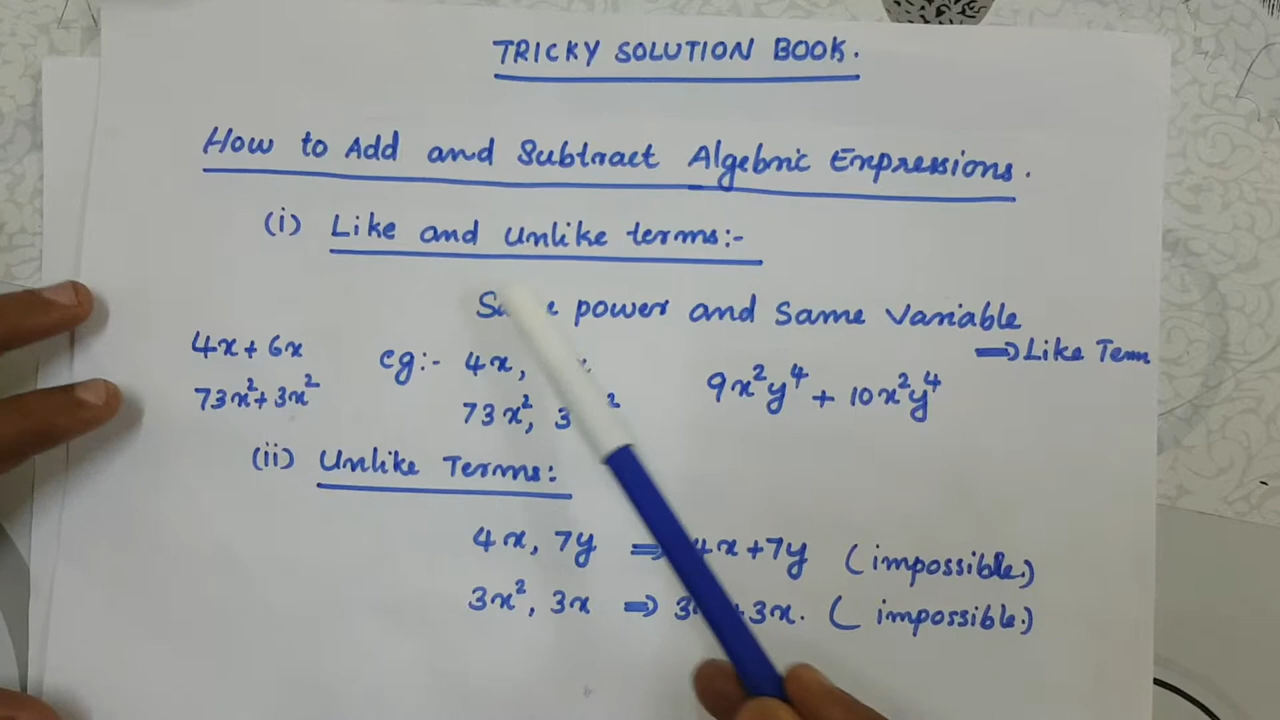 TRICKY SOLUTION BOOK.
How to Add and Subtract Algebric Expressions.
(i) Like and Unlike terms:-
power and Same Variable
⇒ Like Term
4x + 6x
eg:- 4x,
9x²y⁴ + 10x²y⁴
73x² + 3x²
73x², 3
(ii) Unlike Terms:
4x, 7y ⇒ 4x + 7y (impossible.)
3x², 3x ⇒ 3 + 3x. ( impossible.)